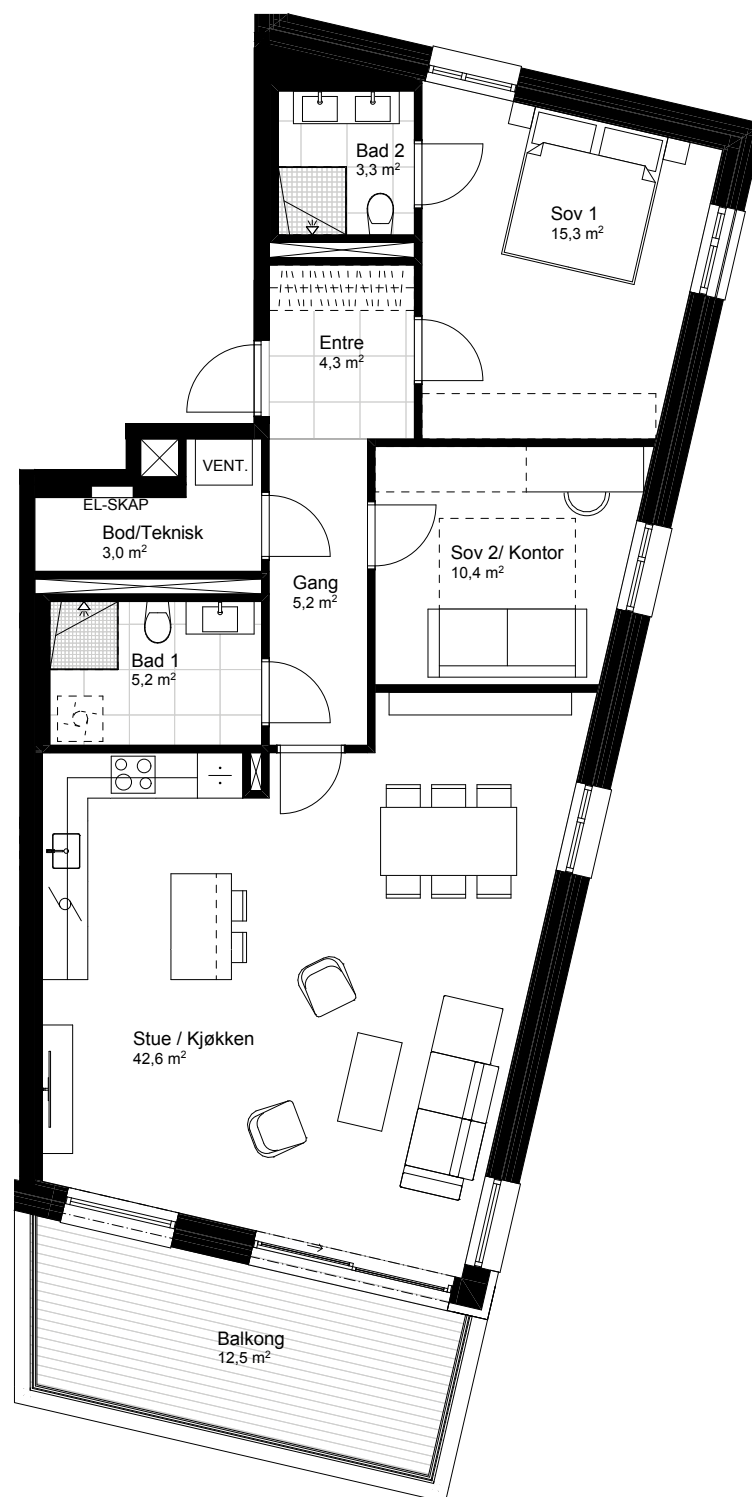 Bad 2
3,3 m²
Sov 1
15,3 m²
Entre
4,3 m²
VENT.
EL-SKAP
Bod/Teknisk
3,0 m²
Sov 2/ Kontor
10,4 m²
Gang
5,2 m²
Bad 1
5,2 m²
Stue / Kjøkken
42,6 m²
Balkong
12,5 m²